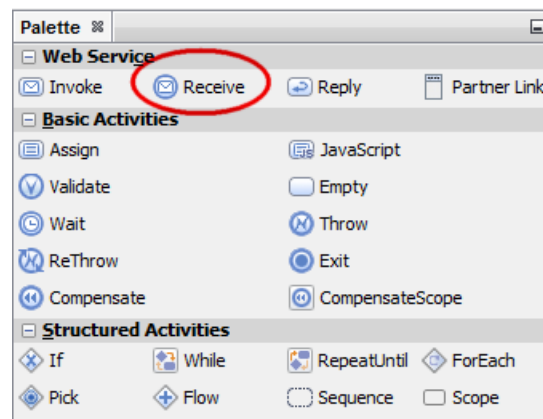 Palette
Web Service
Invoke Receive Reply Partner Link
Basic Activities
Assign JavaScript
Validate Empty
Wait Throw
ReThrow Exit
Compensate CompensateScope
Structured Activities
If While RepeatUntil ForEach
Pick Flow Sequence Scope